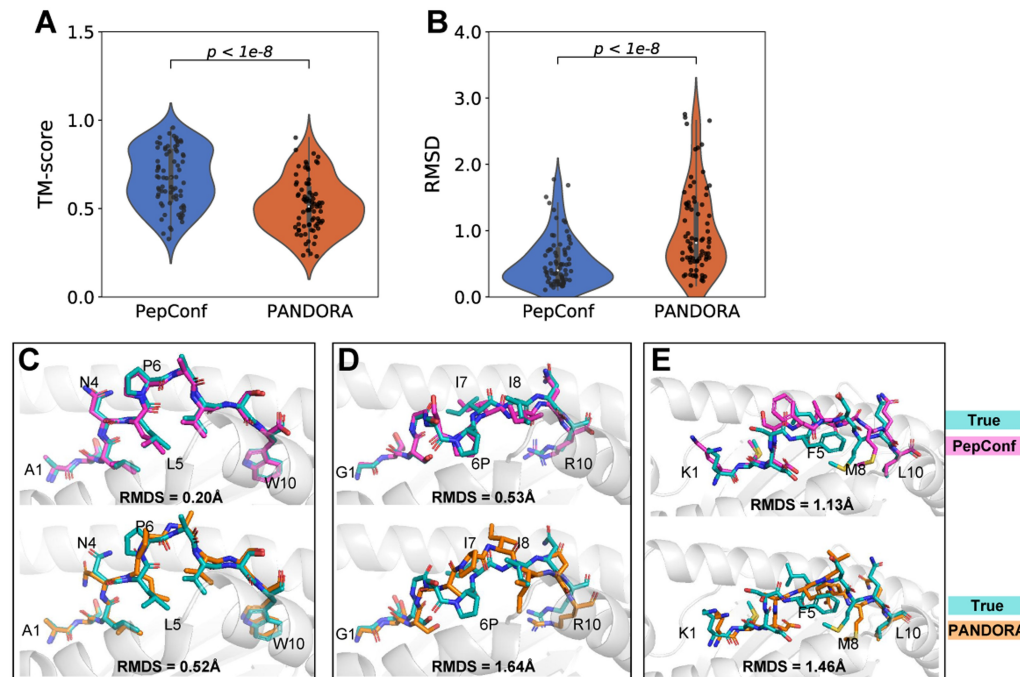 A
B
1.5
1.0
0.5
0.0
TM-score
p < 1e-8
PepConf
PANDORA
4.0
3.0
2.0
1.0
0.0
RMSD
p < 1e-8
PepConf
PANDORA
C
P6
N4
A1
L5
W10
RMDS = 0.20Å
D
I7
I8
G1
6P
R10
RMDS = 0.53Å
E
K1
F5
M8
L10
RMDS = 1.13Å
True
PepConf
P6
N4
A1
L5
W10
RMDS = 0.52Å
I7
I8
G1
6P
R10
RMDS = 1.64Å
K1
F5
M8
L10
RMDS = 1.46Å
True
PANDORA